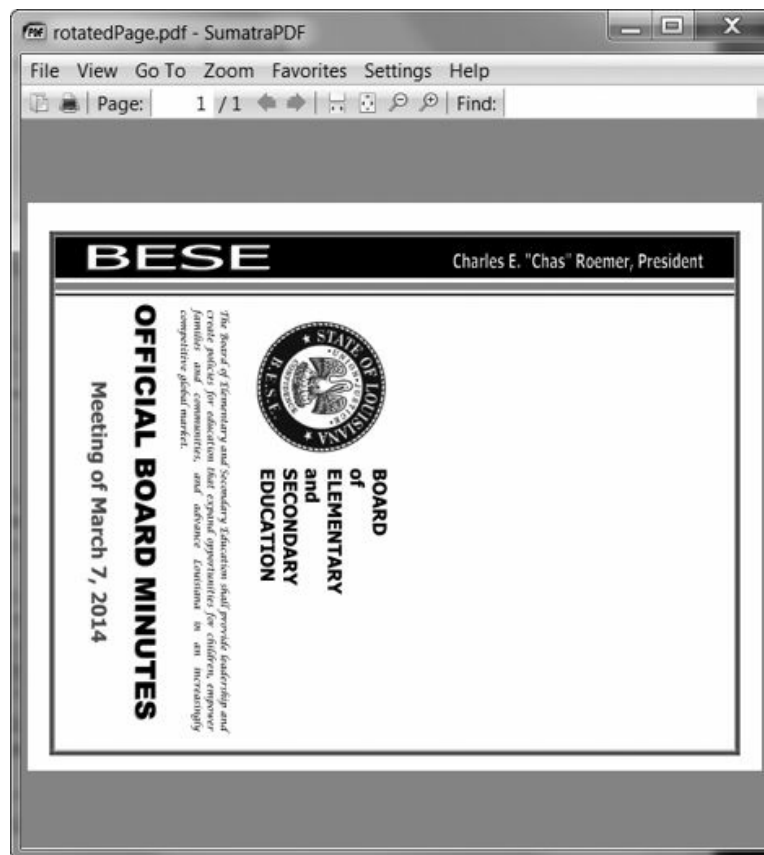 rotatedPage.pdf - SumatraPDF
File View Go To Zoom Favorites Settings Help
Page: 1 / 1 Find:
BESE Charles E. "Chas" Roemer, President
BOARD
of
ELEMENTARY
and
SECONDARY
EDUCATION
STATE OF LOUISIANA
UNION JUSTICE
The Board of Elementary and Secondary Education shall provide leadership and
create policies for education that expand opportunities for children, empower
families and communities, and advance Louisiana in an increasingly
competitive global market.
OFFICIAL BOARD MINUTES
Meeting of March 7, 2014